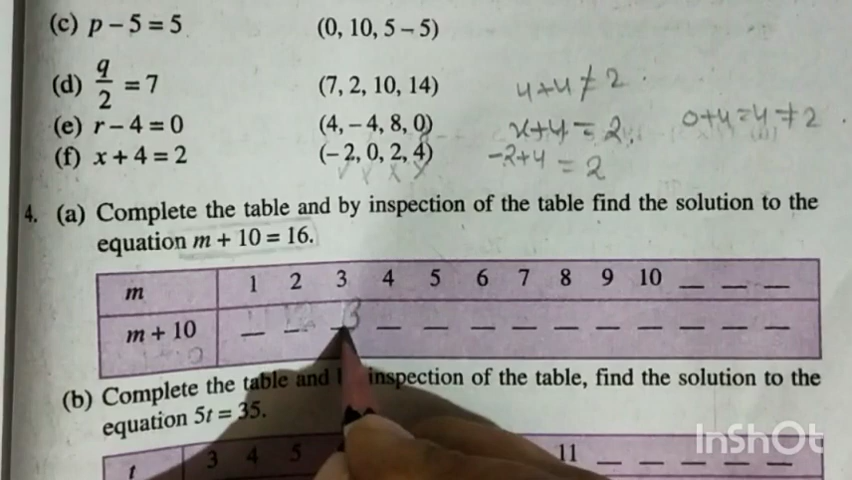 (c) p – 5 = 5 (0, 10, 5 – 5)
(d) q/2 = 7 (7, 2, 10, 14) 4+4≠2
(e) r – 4 = 0 (4, – 4, 8, 0) x+4=2 0+4=4≠2
(f) x + 4 = 2 (– 2, 0, 2, 4) -2+4=2
4. (a) Complete the table and by inspection of the table find the solution to the
equation m + 10 = 16.
m 1 2 3 4 5 6 7 8 9 10 _ _ _
m + 10 _ _ _ _ _ _ _ _ _ _ _ _ _
(b) Complete the table and inspection of the table, find the solution to the
equation 5t = 35.
t 3 4 5 11 _ _ _ _ _
InShOt